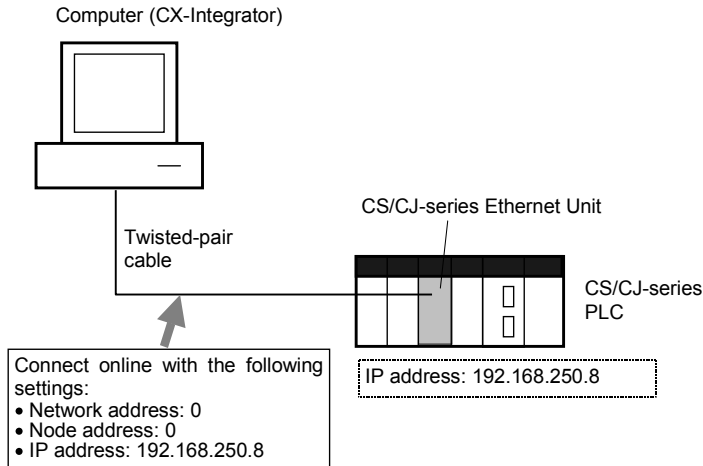 Computer (CX-Integrator)
CS/CJ-series Ethernet Unit
Twisted-pair
cable
CS/CJ-series
PLC
Connect online with the following
settings:
• Network address: 0
• Node address: 0
• IP address: 192.168.250.8
IP address: 192.168.250.8